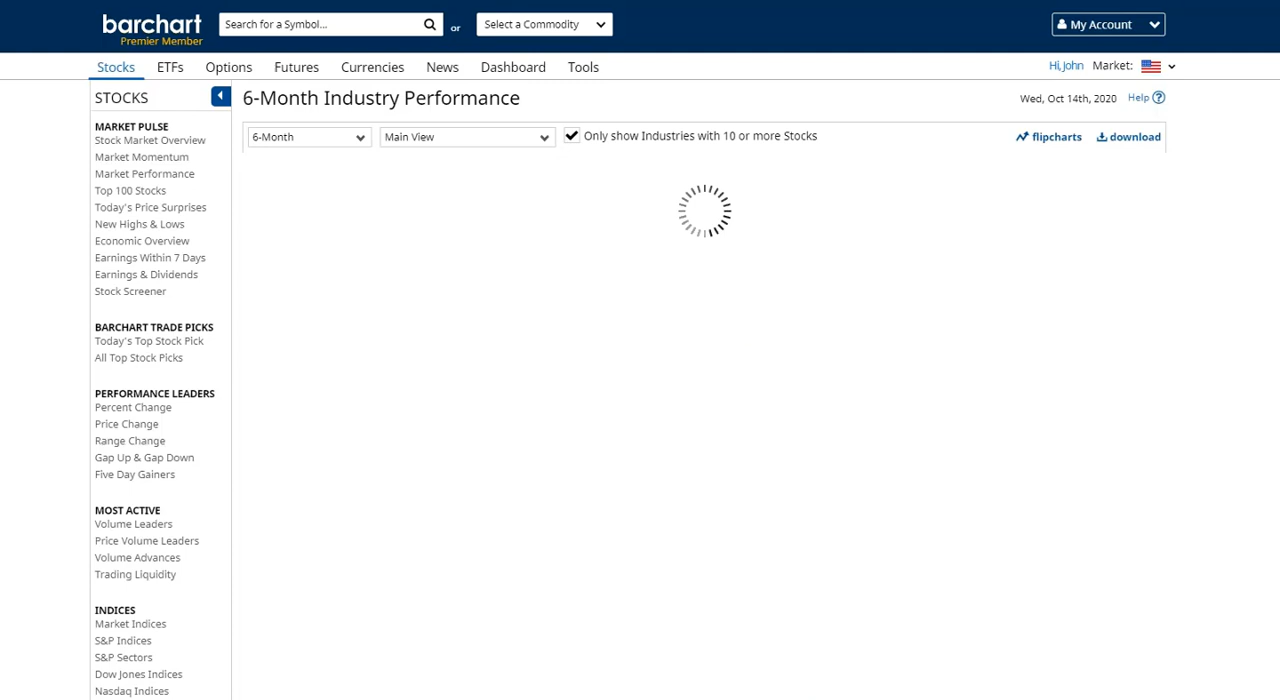 barchart
Premier Member
Search for a Symbol...
or
Select a Commodity
My Account
Stocks ETFs Options Futures Currencies News Dashboard Tools
Hi, John Market:
STOCKS
6-Month Industry Performance
Wed, Oct 14th, 2020 Help ?
6-Month
Main View
Only show Industries with 10 or more Stocks
flipcharts download
MARKET PULSE
Stock Market Overview
Market Momentum
Market Performance
Top 100 Stocks
Today's Price Surprises
New Highs & Lows
Economic Overview
Earnings Within 7 Days
Earnings & Dividends
Stock Screener
BARCHART TRADE PICKS
Today's Top Stock Pick
All Top Stock Picks
PERFORMANCE LEADERS
Percent Change
Price Change
Range Change
Gap Up & Gap Down
Five Day Gainers
MOST ACTIVE
Volume Leaders
Price Volume Leaders
Volume Advances
Trading Liquidity
INDICES
Market Indices
S&P Indices
S&P Sectors
Dow Jones Indices
Nasdaq Indices